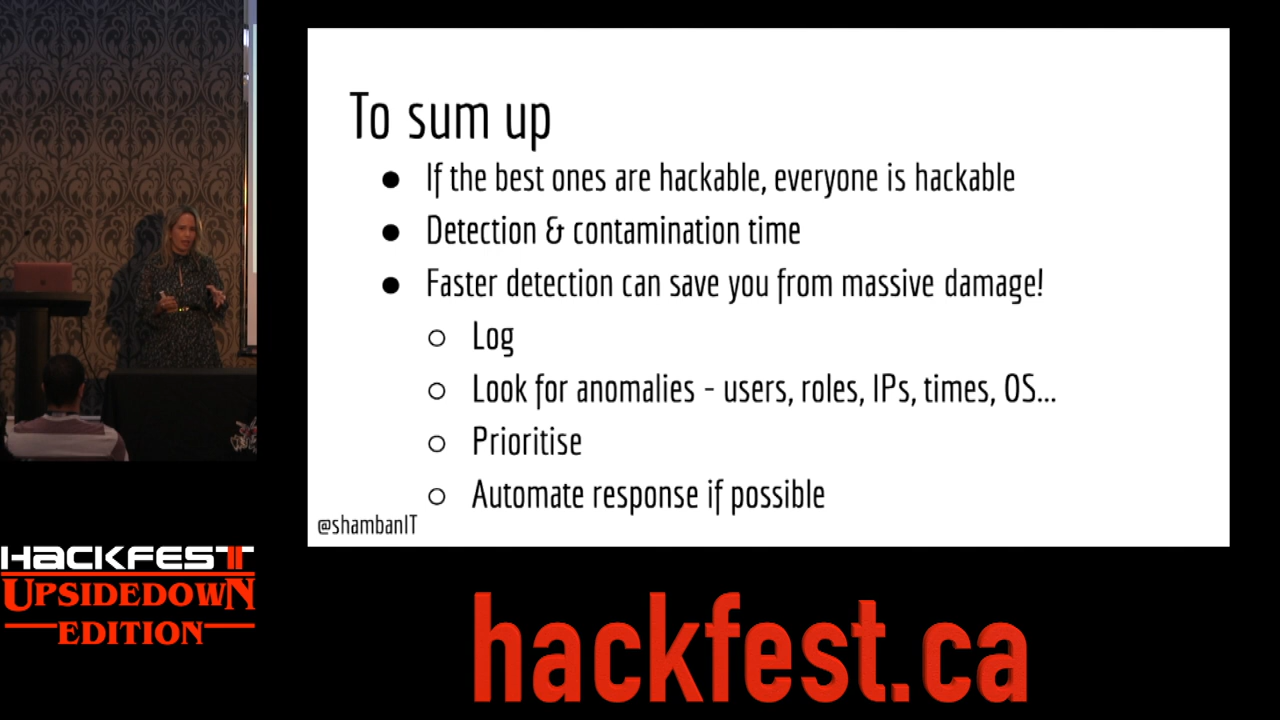 To sum up
● If the best ones are hackable, everyone is hackable
● Detection & contamination time
● Faster detection can save you from massive damage!
○ Log
○ Look for anomalies - users, roles, IPs, times, OS...
○ Prioritise
○ Automate response if possible
@shambanIT
HACKFEST
UPSIDEDOWN
EDITION
hackfest.ca